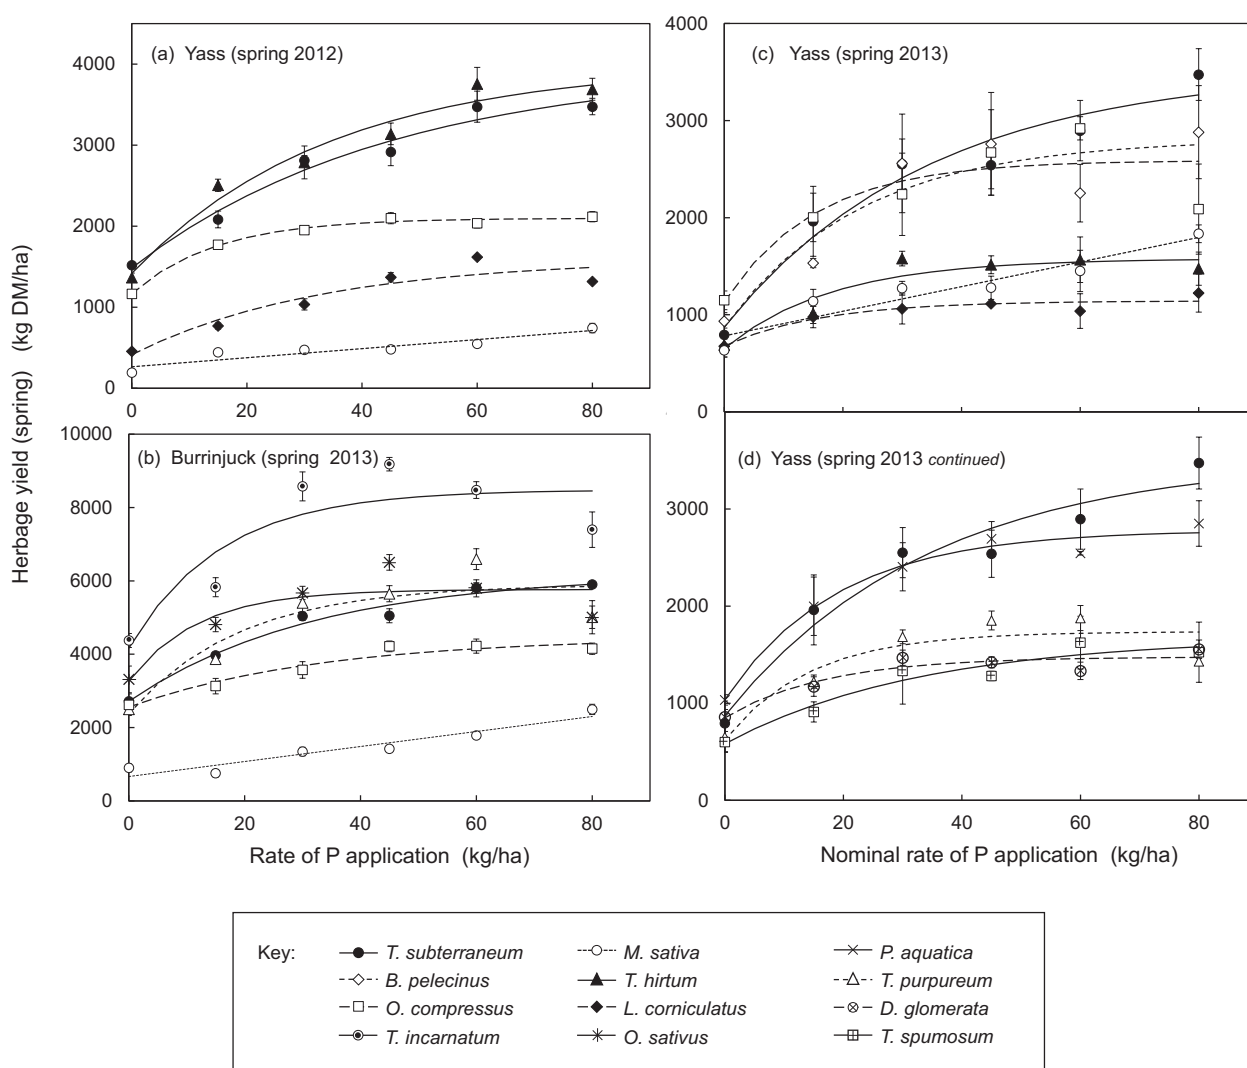 Herbage yield (spring) (kg DM/ha)
(a) Yass (spring 2012)
4000
3000
2000
1000
0
0 20 40 60 80
(c) Yass (spring 2013)
4000
3000
2000
1000
0
(b) Burrinjuck (spring 2013)
10000
8000
6000
4000
2000
0
0 20 40 60 80
Rate of P application (kg/ha)
(d) Yass (spring 2013 continued)
3000
2000
1000
0
0 20 40 60 80
Nominal rate of P application (kg/ha)
Key:
T. subterraneum M. sativa P. aquatica
B. pelecinus T. hirtum T. purpureum
O. compressus L. corniculatus D. glomerata
T. incarnatum O. sativus T. spumosum